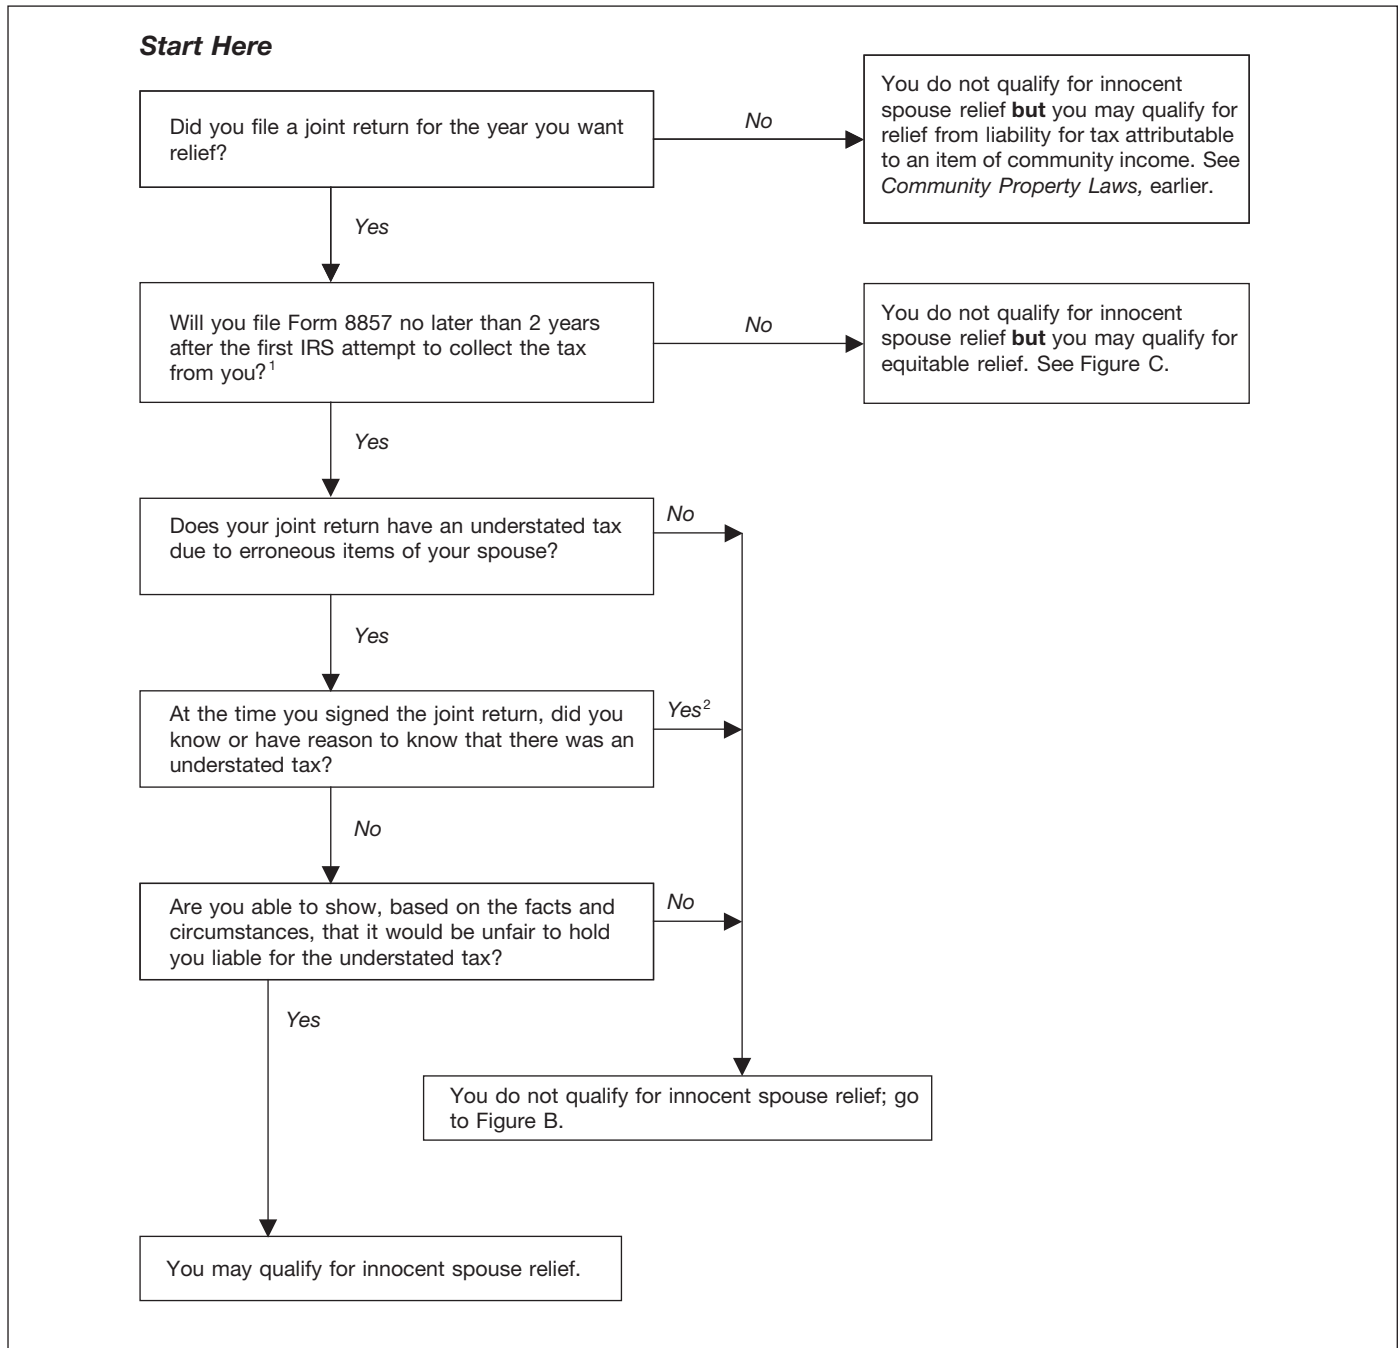 Start Here
Did you file a joint return for the year you want
relief?
No
You do not qualify for innocent
spouse relief but you may qualify for
relief from liability for tax attributable
to an item of community income. See
Community Property Laws, earlier.
Yes
Will you file Form 8857 no later than 2 years
after the first IRS attempt to collect the tax
from you?1
No
You do not qualify for innocent
spouse relief but you may qualify for
equitable relief. See Figure C.
Yes
Does your joint return have an understated tax
due to erroneous items of your spouse?
No
Yes
At the time you signed the joint return, did you
know or have reason to know that there was an
understated tax?
Yes2
No
Are you able to show, based on the facts and
circumstances, that it would be unfair to hold
you liable for the understated tax?
No
Yes
You do not qualify for innocent spouse relief; go
to Figure B.
You may qualify for innocent spouse relief.